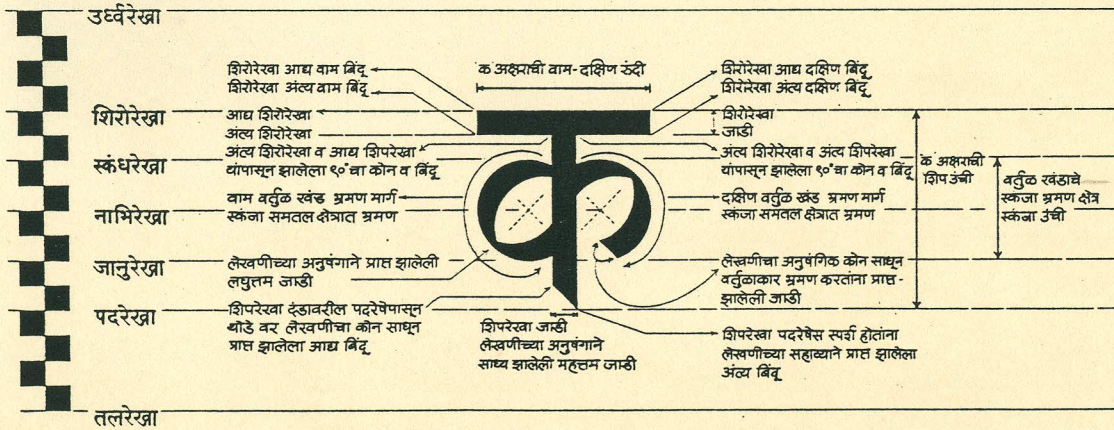 उर्ध्वरेखा
शिरोरेखा
स्कंधरेखा
नाभिरेखा
जानुरेखा
पदरेखा
तलरेखा
शिरोरेखा आद्य वाम बिंदू
शिरोरेखा अंत्य वाम बिंदू
आद्य शिरोरेखा
अंत्य शिरोरेखा
अंत्य शिरोरेखा व आद्य शिपरेखा
यांपासून झालेला ९०°चा कोन व बिंदू
वाम वर्तुळ खंड भ्रमण मार्ग
स्कंजा समतल क्षेत्रात भ्रमण
लेखणीच्या अनुषंगाने प्राप्त झालेली
लघुत्तम जाडी
शिपरेखा दंडावरील पदरेषेपासून
थोडे वर लेखणीचा कोन साधून
प्राप्त झालेला आद्य बिंदू
क अक्षराची वाम-दक्षिण रुंदी
क
शिपरेखा जाडी
लेखणीच्या अनुषंगाने
साध्य झालेली महत्तम जाडी
शिरोरेखा आद्य दक्षिण बिंदू
शिरोरेखा अंत्य दक्षिण बिंदू
शिरोरेखा
जाडी
अंत्य शिरोरेखा व अंत्य शिपरेखा
यांपासून झालेला ९०°चा कोन व बिंदू
दक्षिण वर्तुळ खंड भ्रमण मार्ग
स्कंजा समतल क्षेत्रात भ्रमण
लेखणीचा अनुषंगिक कोन साधून
वर्तुळाकार भ्रमण करतांना प्राप्त-
झालेली जाडी
शिपरेखा पदरेषेस स्पर्श होतांना
लेखणीच्या सहाय्याने प्राप्त झालेला
अंत्य बिंदू
क अक्षराची
शिप उंची
वर्तुळ खंडाचे
स्कंजा भ्रमण क्षेत्र
स्कंजा उंची